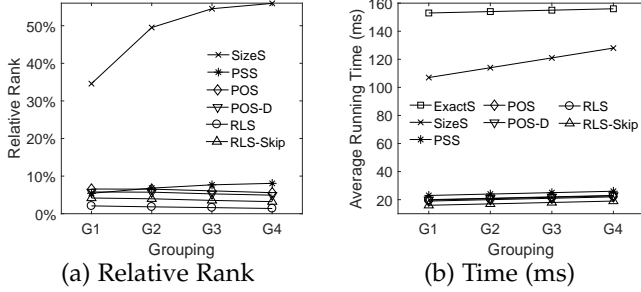 50%
40%
30%
20%
10%
0%
Relative Rank
SizeS
PSS
POS
POS-D
RLS
RLS-Skip
G1 G2 G3 G4
Grouping
(a) Relative Rank
160
140
120
100
80
60
40
20
Average Running Time (ms)
ExactS POS RLS
SizeS POS-D RLS-Skip
PSS
G1 G2 G3 G4
Grouping
(b) Time (ms)